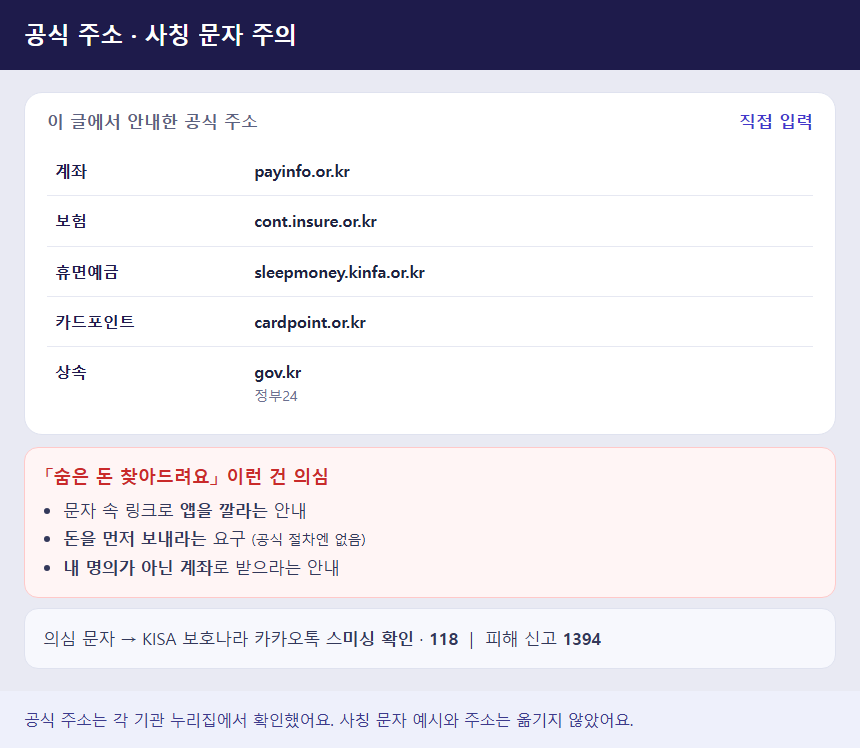 공식 주소 · 사칭 문자 주의
이 글에서 안내한 공식 주소
직접 입력
계좌 payinfo.or.kr
보험 cont.insure.or.kr
휴면예금 sleepmoney.kinfa.or.kr
카드포인트 cardpoint.or.kr
상속 gov.kr
정부24
「숨은 돈 찾아드려요」 이런 건 의심
• 문자 속 링크로 앱을 깔라는 안내
• 돈을 먼저 보내라는 요구 (공식 절차엔 없음)
• 내 명의가 아닌 계좌로 받으라는 안내
의심 문자 → KISA 보호나라 카카오톡 스미싱 확인 · 118 | 피해 신고 1394
공식 주소는 각 기관 누리집에서 확인했어요. 사칭 문자 예시와 주소는 옮기지 않았어요.